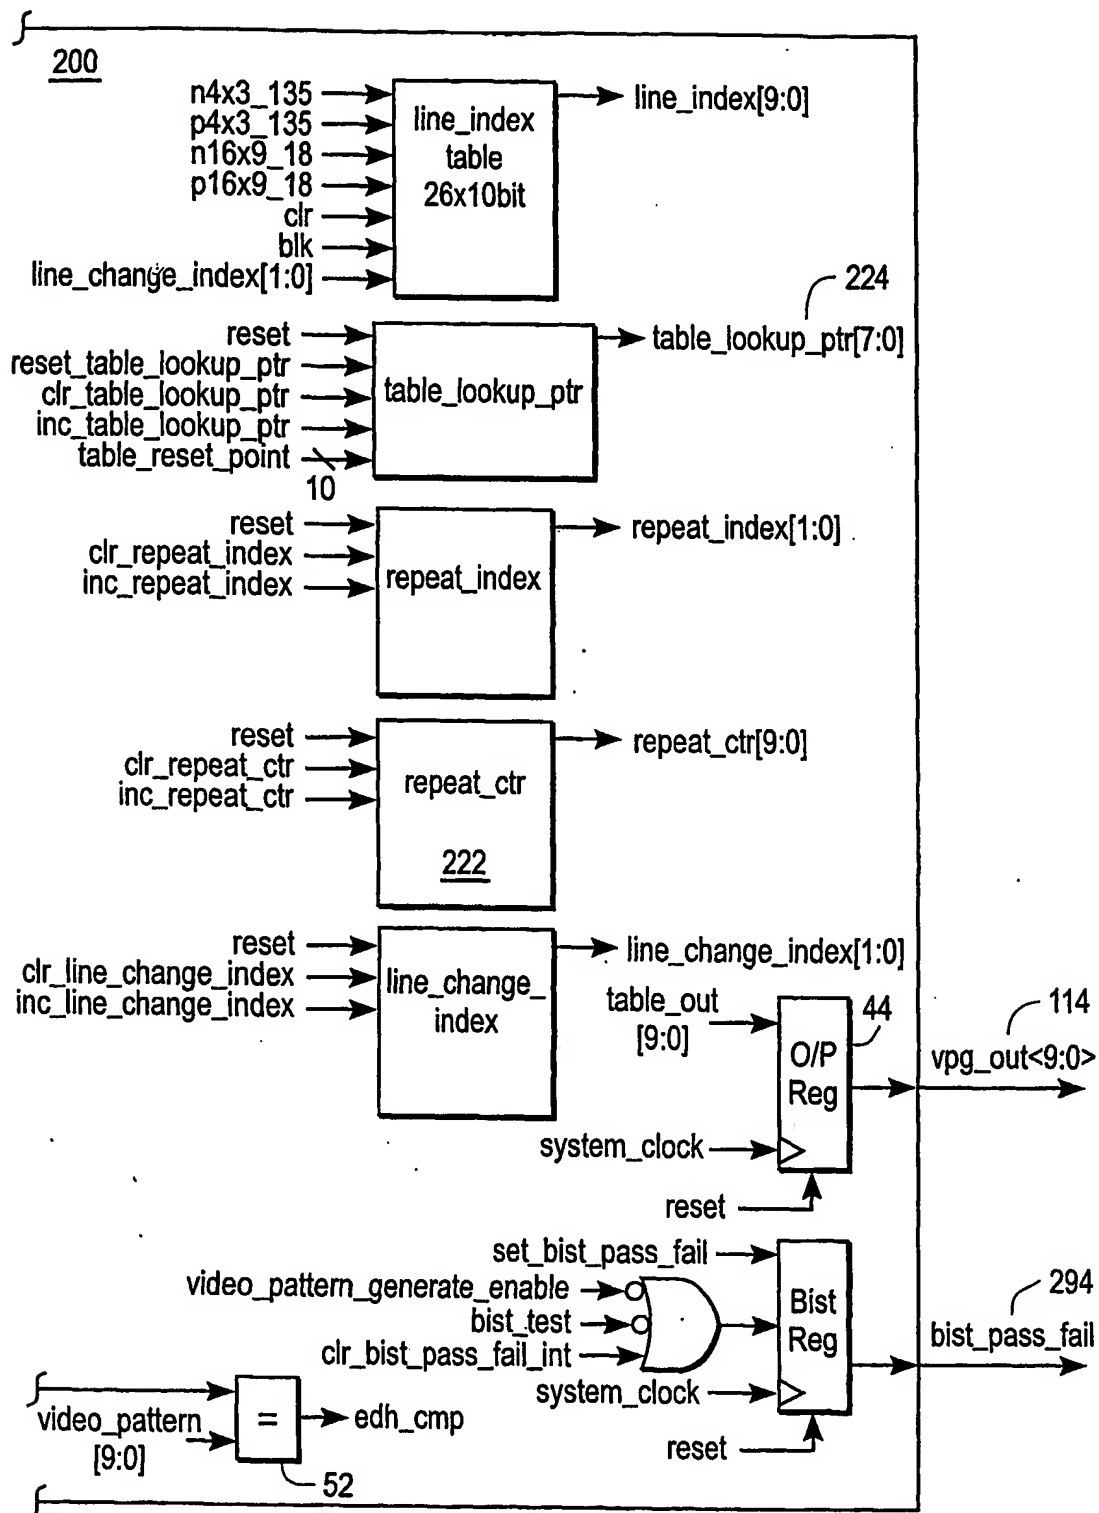 200
n4x3_135
p4x3_135
n16x9_18
p16x9_18
clr
blk
line_change_index[1:0]
line_index
table
26x10bit
line_index[9:0]
224
reset
reset_table_lookup_ptr
clr_table_lookup_ptr
inc_table_lookup_ptr
table_reset_point
10
table_lookup_ptr
table_lookup_ptr[7:0]
reset
clr_repeat_index
inc_repeat_index
repeat_index
repeat_index[1:0]
reset
clr_repeat_ctr
inc_repeat_ctr
repeat_ctr
222
repeat_ctr[9:0]
reset
clr_line_change_index
inc_line_change_index
line_change_
index
line_change_index[1:0]
table_out
[9:0]
system_clock
reset
O/P
Reg
44
114
vpg_out<9:0>
set_bist_pass_fail
video_pattern_generate_enable
bist_test
clr_bist_pass_fail_int
system_clock
reset
Bist
Reg
294
bist_pass_fail
video_pattern
[9:0]
=
edh_cmp
52